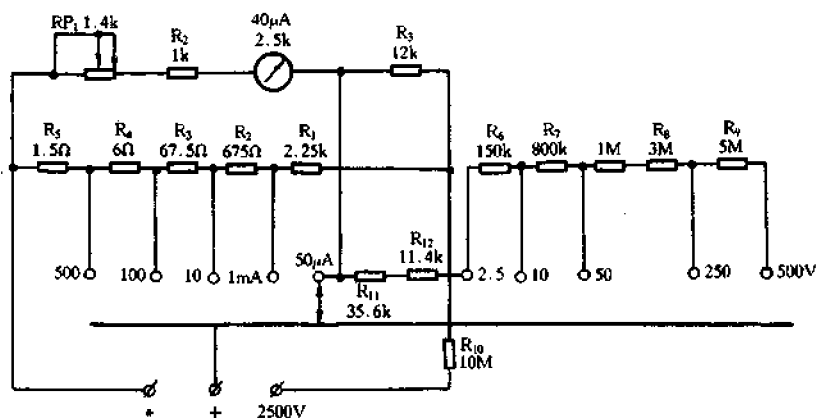 RP₁ 1.4k
R₂
1k
40μA
2.5k
R₃
12k
R₅
1.5Ω
R₄
6Ω
R₃
67.5Ω
R₂
675Ω
R₁
2.25k
R₆
150k
R₇
800k
1M
R₈
3M
R₉
5M
500
100
10
1mA
50μA
R₁₁
35.6k
R₁₂
11.4k
2.5
10
50
250
500V
R₁₀
10M
*
+
2500V